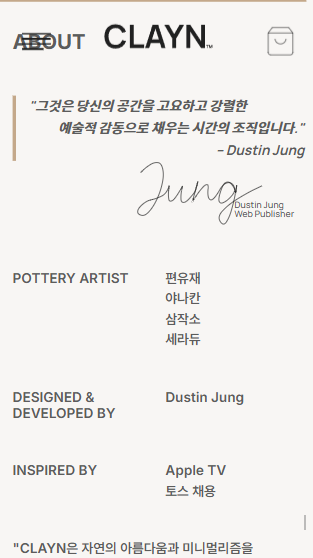 ABOUT CLAYN™
"그것은 당신의 공간을 고요하고 강렬한
예술적 감동으로 채우는 시간의 조직입니다."
– Dustin Jung
Jung
Dustin Jung
Web Publisher
POTTERY ARTIST 편유재
야나칸
삼작소
세라듀
DESIGNED & Dustin Jung
DEVELOPED BY
INSPIRED BY Apple TV
토스 채용
"CLAYN은 자연의 아름다움과 미니멀리즘을